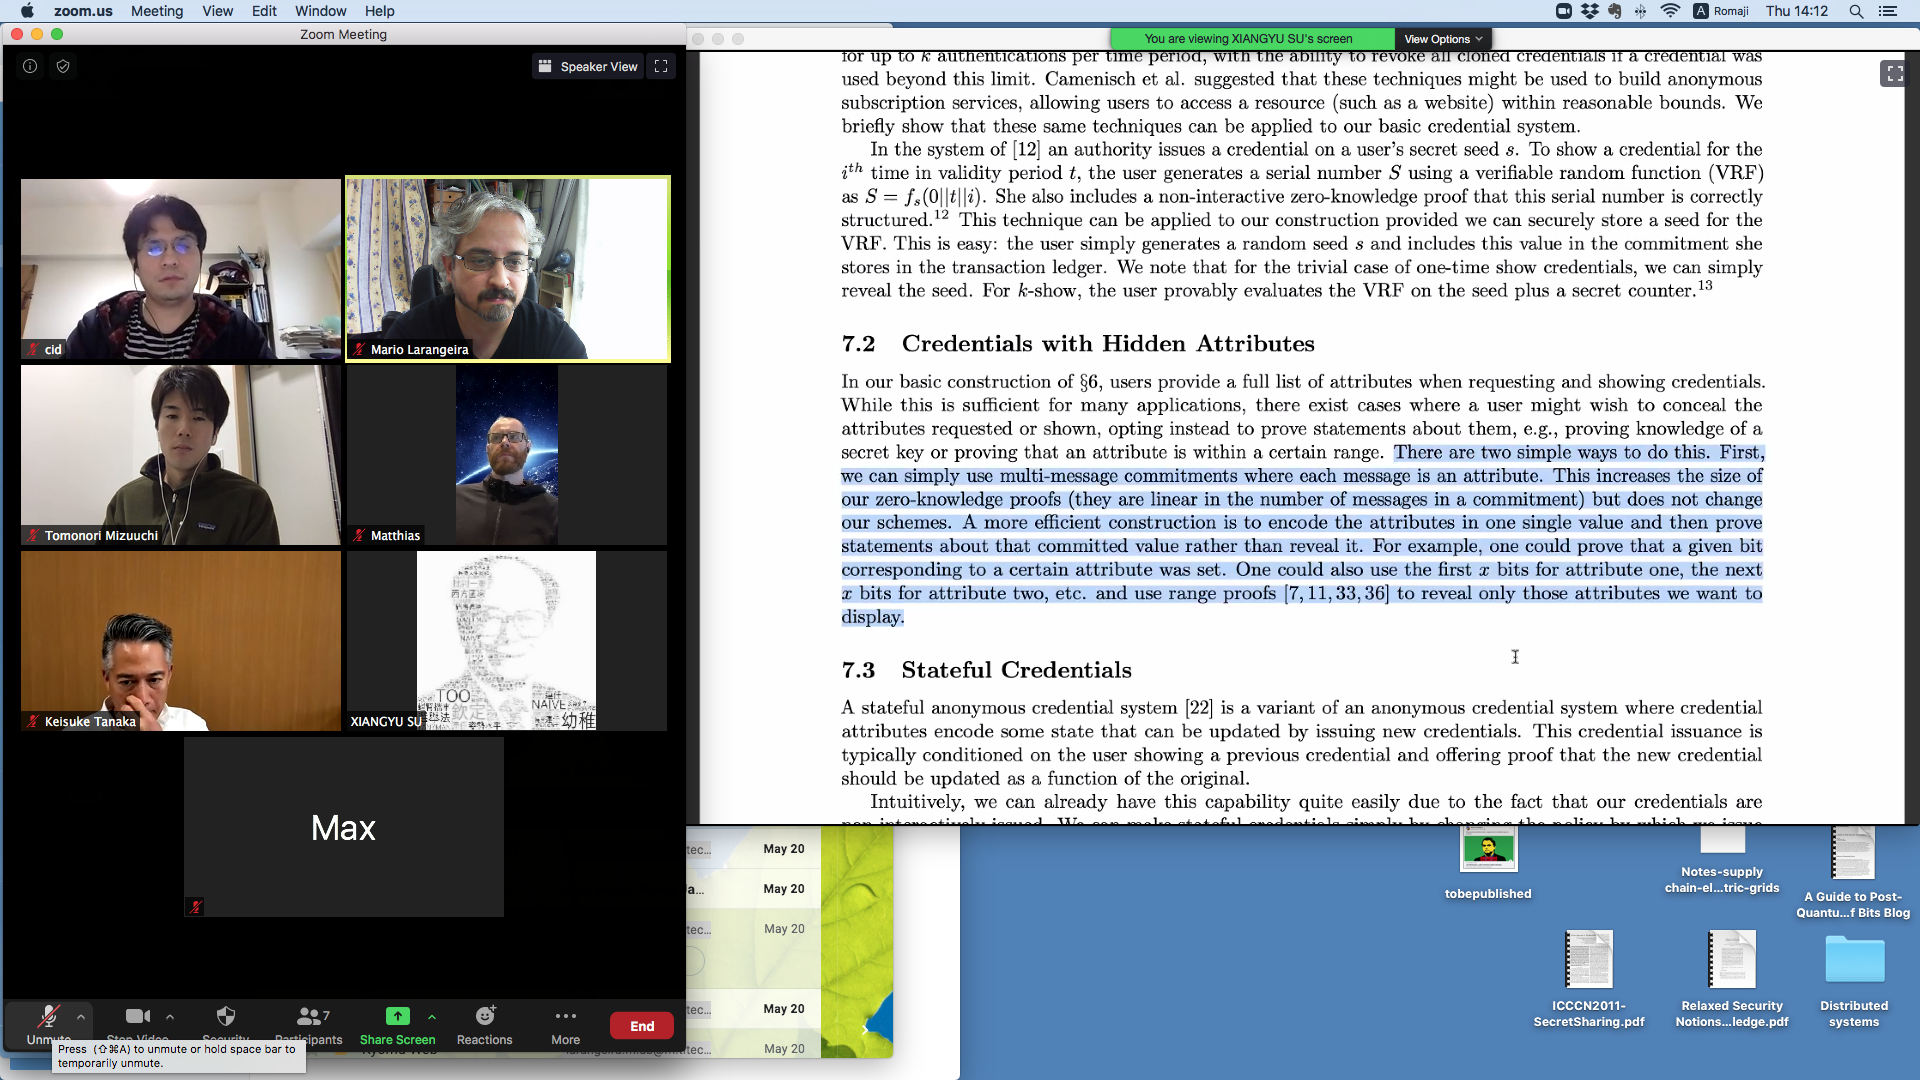 zoom.us Meeting View Edit Window Help
A Romaji Thu 14:12
Zoom Meeting
Speaker View
cid
Mario Larangeira
Tomonori Mizuuchi
Matthias
Keisuke Tanaka
TOO
NAIVE
幼稚
XIANGYU SU
Max
Unmute
Stop Video
Security
Participants
7
Share Screen
Reactions
More
End
Press (⇧⌘A) to unmute or hold space bar to
temporarily unmute.
You are viewing XIANGYU SU's screen
View Options
for up to k authentications per time period, with the ability to revoke all cloned credentials if a credential was
used beyond this limit. Camenisch et al. suggested that these techniques might be used to build anonymous
subscription services, allowing users to access a resource (such as a website) within reasonable bounds. We
briefly show that these same techniques can be applied to our basic credential system.
In the system of [12] an authority issues a credential on a user's secret seed s. To show a credential for the
iᵗʰ time in validity period t, the user generates a serial number S using a verifiable random function (VRF)
as S = fₛ(0||t||i). She also includes a non-interactive zero-knowledge proof that this serial number is correctly
structured.¹² This technique can be applied to our construction provided we can securely store a seed for the
VRF. This is easy: the user simply generates a random seed s and includes this value in the commitment she
stores in the transaction ledger. We note that for the trivial case of one-time show credentials, we can simply
reveal the seed. For k-show, the user provably evaluates the VRF on the seed plus a secret counter.¹³
7.2 Credentials with Hidden Attributes
In our basic construction of §6, users provide a full list of attributes when requesting and showing credentials.
While this is sufficient for many applications, there exist cases where a user might wish to conceal the
attributes requested or shown, opting instead to prove statements about them, e.g., proving knowledge of a
secret key or proving that an attribute is within a certain range. There are two simple ways to do this. First,
we can simply use multi-message commitments where each message is an attribute. This increases the size of
our zero-knowledge proofs (they are linear in the number of messages in a commitment) but does not change
our schemes. A more efficient construction is to encode the attributes in one single value and then prove
statements about that committed value rather than reveal it. For example, one could prove that a given bit
corresponding to a certain attribute was set. One could also use the first x bits for attribute one, the next
x bits for attribute two, etc. and use range proofs [7, 11, 33, 36] to reveal only those attributes we want to
display.
7.3 Stateful Credentials
A stateful anonymous credential system [22] is a variant of an anonymous credential system where credential
attributes encode some state that can be updated by issuing new credentials. This credential issuance is
typically conditioned on the user showing a previous credential and offering proof that the new credential
should be updated as a function of the original.
Intuitively, we can already have this capability quite easily due to the fact that our credentials are
non-interactively issued. We can make stateful credentials simply by changing the policy by which we issue
tec... May 20
a... May 20
tec... May 20
tec... May 20
May 20
tobepublished
Notes-supply
chain-el...tric-grids
A Guide to Post-
Quantu...f Bits Blog
ICCCN2011-
SecretSharing.pdf
Relaxed Security
Notions...ledge.pdf
Distributed
systems